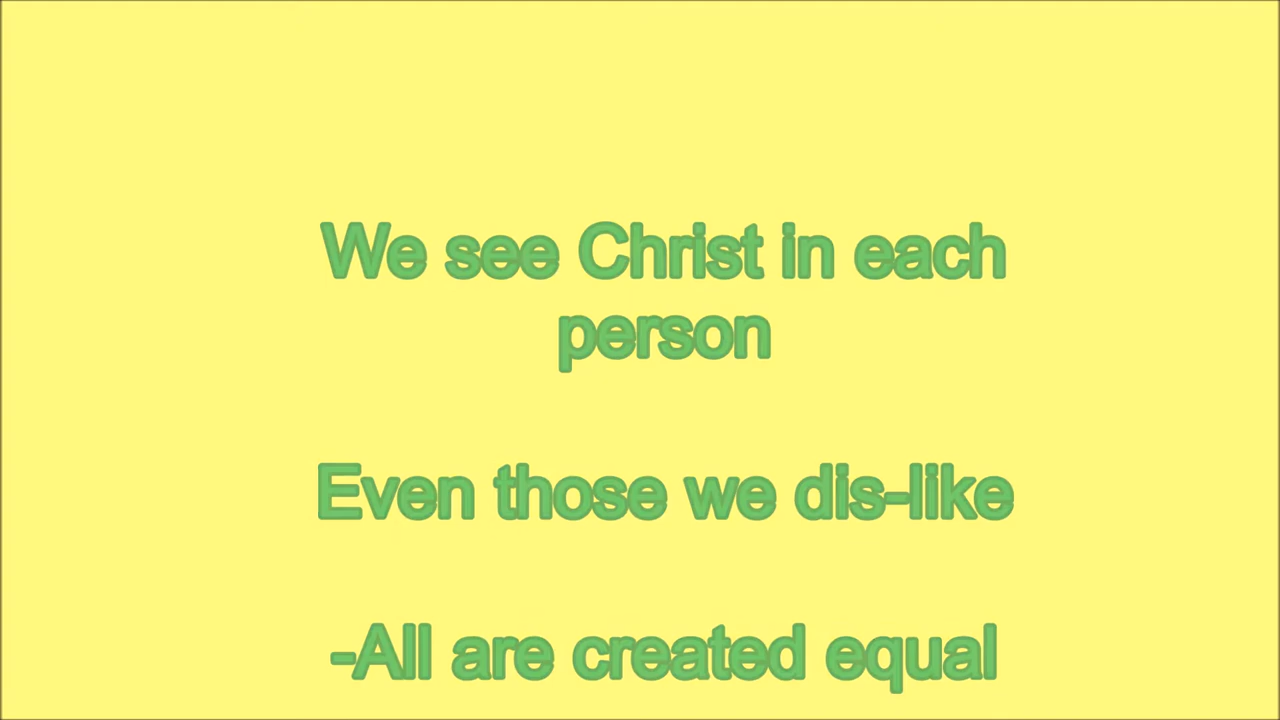 We see Christ in each
person
Even those we dis-like
-All are created equal